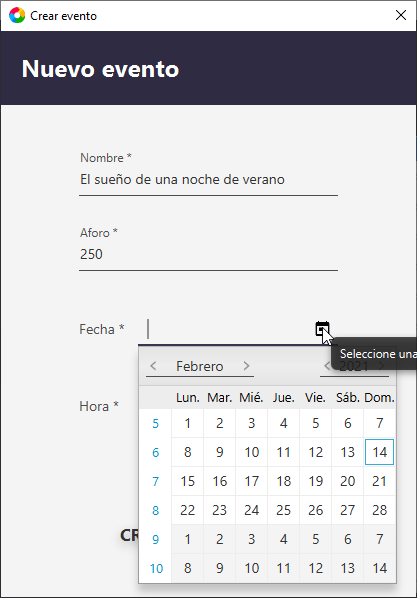 Crear evento
Nuevo evento
Nombre *
El sueño de una noche de verano
Aforo *
250
Fecha *
Seleccione una
Febrero 2021
Hora *
Lun. Mar. Mié. Jue. Vie. Sáb. Dom.
5 1 2 3 4 5 6 7
6 8 9 10 11 12 13 14
7 15 16 17 18 19 20 21
8 22 23 24 25 26 27 28
9 1 2 3 4 5 6 7
10 8 9 10 11 12 13 14
CR